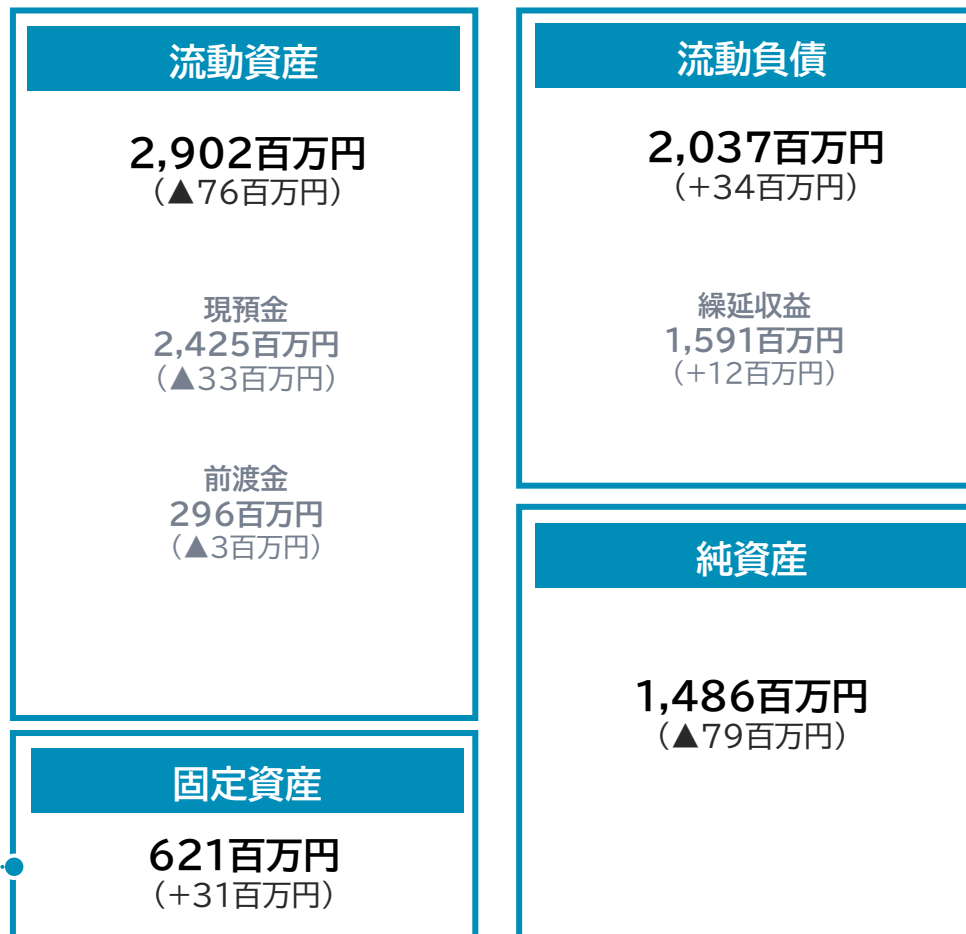 流動資産
2,902百万円
（▲76百万円）
現預金
2,425百万円
（▲33百万円）
前渡金
296百万円
（▲3百万円）
固定資産
621百万円
（+31百万円）
流動負債
2,037百万円
（+34百万円）
繰延収益
1,591百万円
（+12百万円）
純資産
1,486百万円
（▲79百万円）